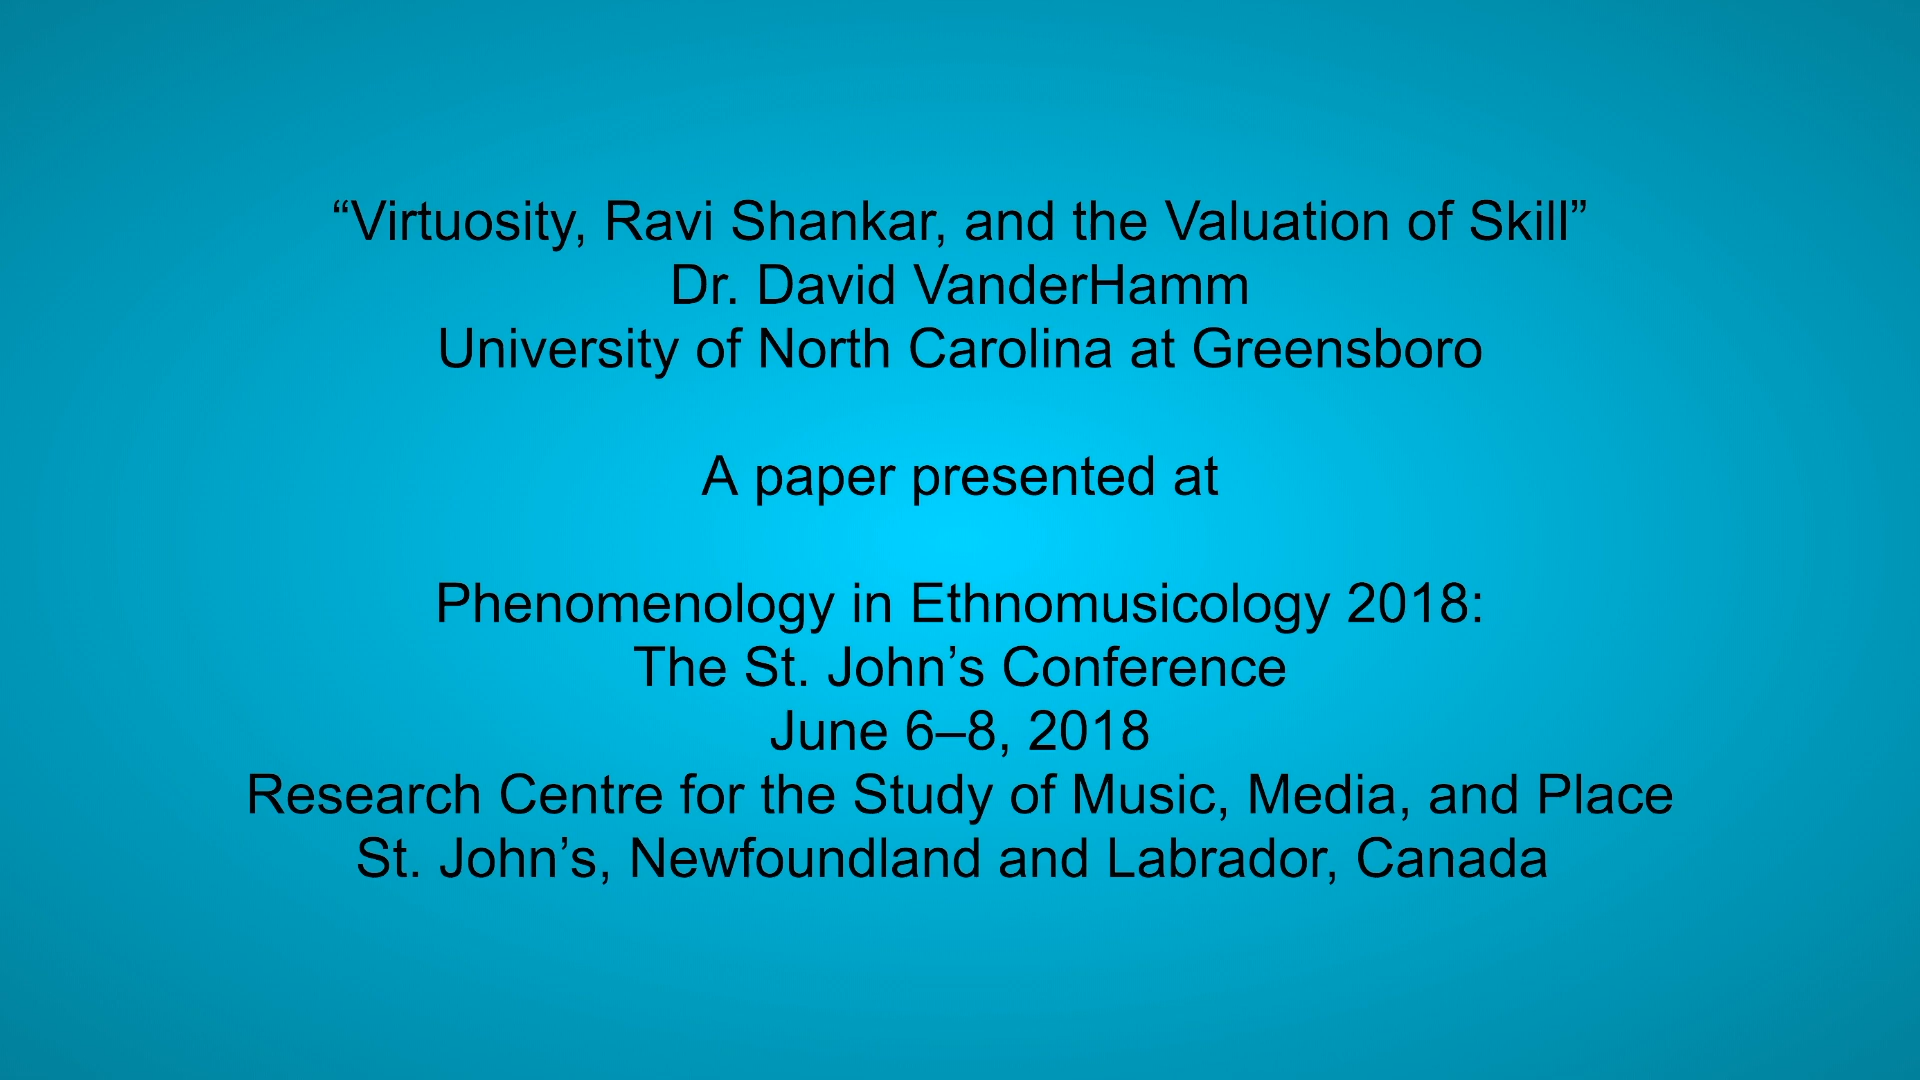 “Virtuosity, Ravi Shankar, and the Valuation of Skill”
Dr. David VanderHamm
University of North Carolina at Greensboro
A paper presented at
Phenomenology in Ethnomusicology 2018:
The St. John’s Conference
June 6–8, 2018
Research Centre for the Study of Music, Media, and Place
St. John’s, Newfoundland and Labrador, Canada